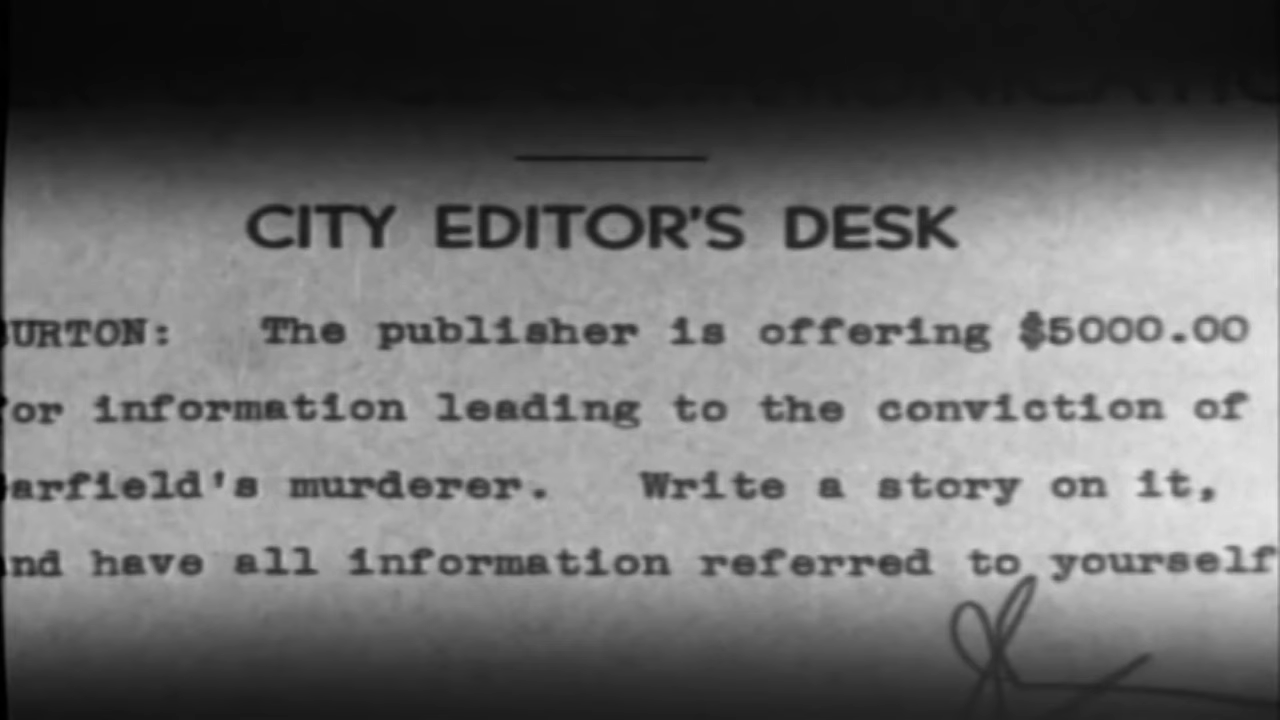 CITY EDITOR'S DESK
URTON: The publisher is offering $5000.00
or information leading to the conviction of
arfield's murderer. Write a story on it,
nd have all information referred to yourself